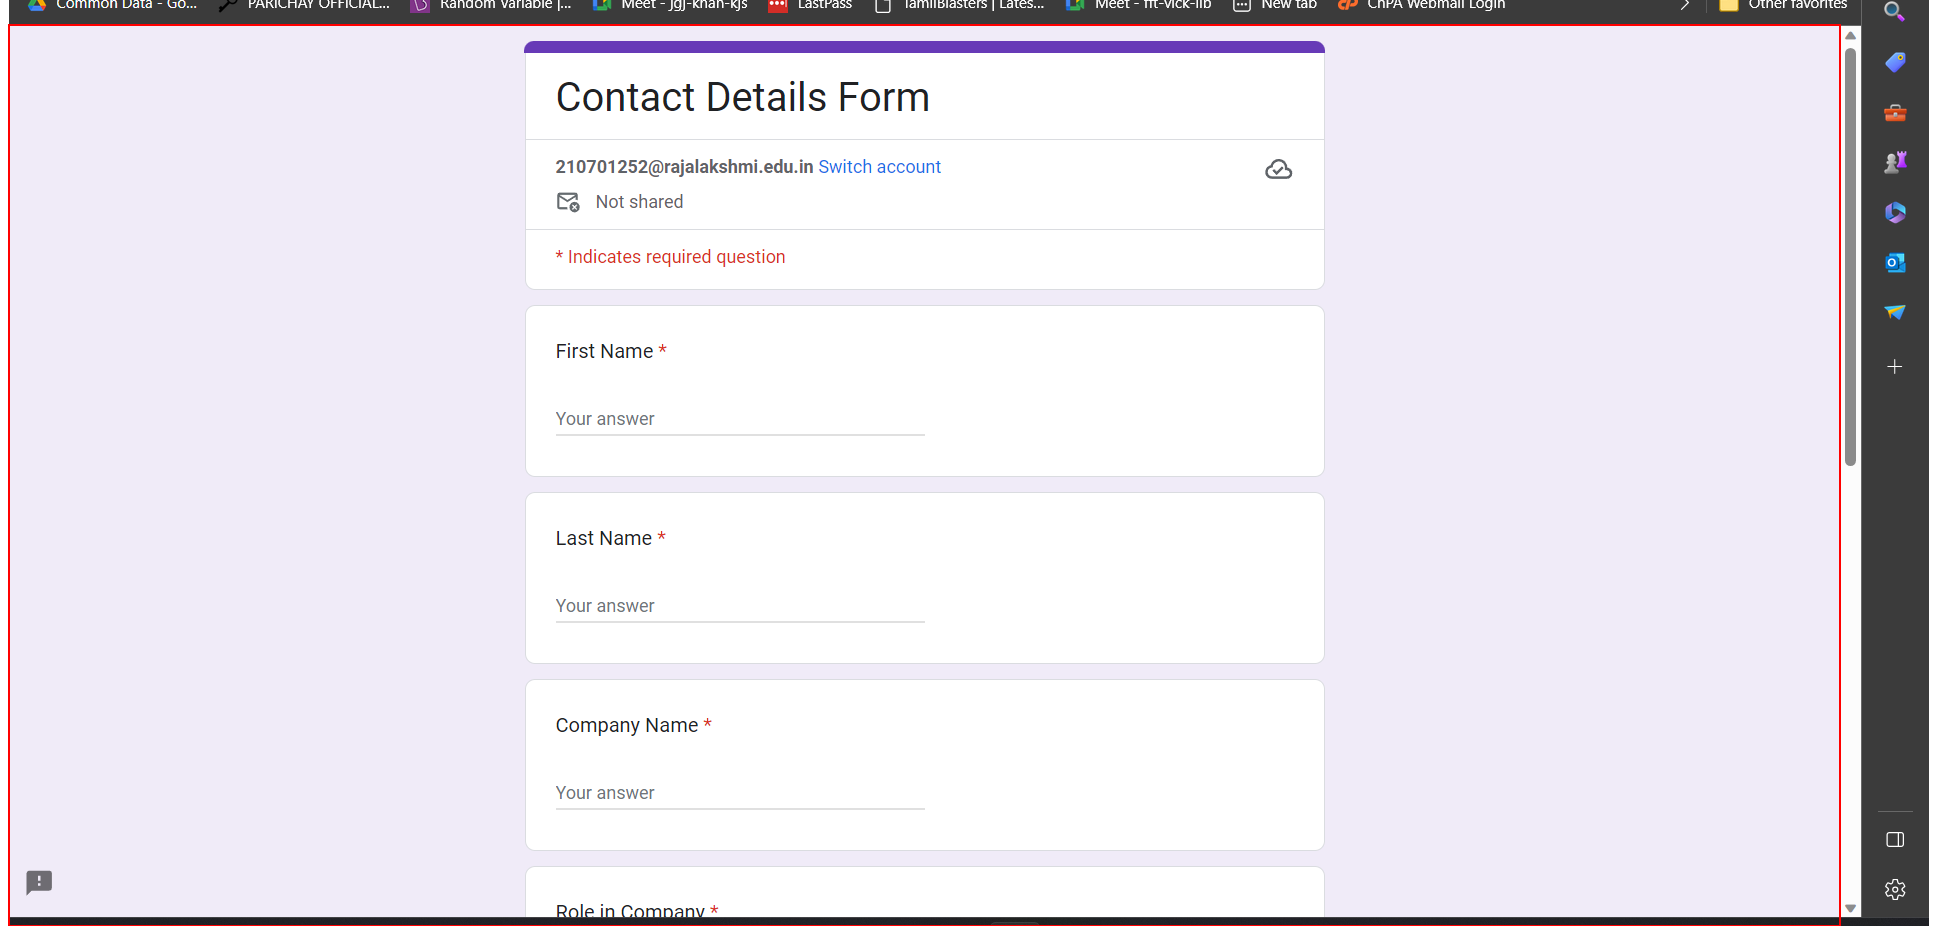 Common Data - Go... PARICHAY OFFICIAL... Random Variable |... Meet - jgj-khan-kjs LastPass TamilBlasters | Lates... Meet - fft-vick-iib New tab cPA Webmail Login Other favorites
Contact Details Form
210701252@rajalakshmi.edu.in Switch account
Not shared
* Indicates required question
First Name *
Your answer
Last Name *
Your answer
Company Name *
Your answer
Role in Company *